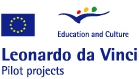 Education and Culture
Leonardo da Vinci
Pilot projects